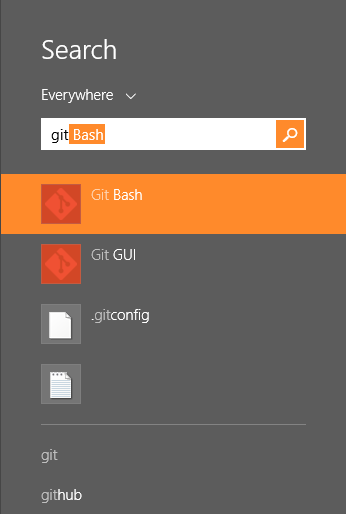 Search
Everywhere
git Bash
Git Bash
Git GUI
.gitconfig
git
github